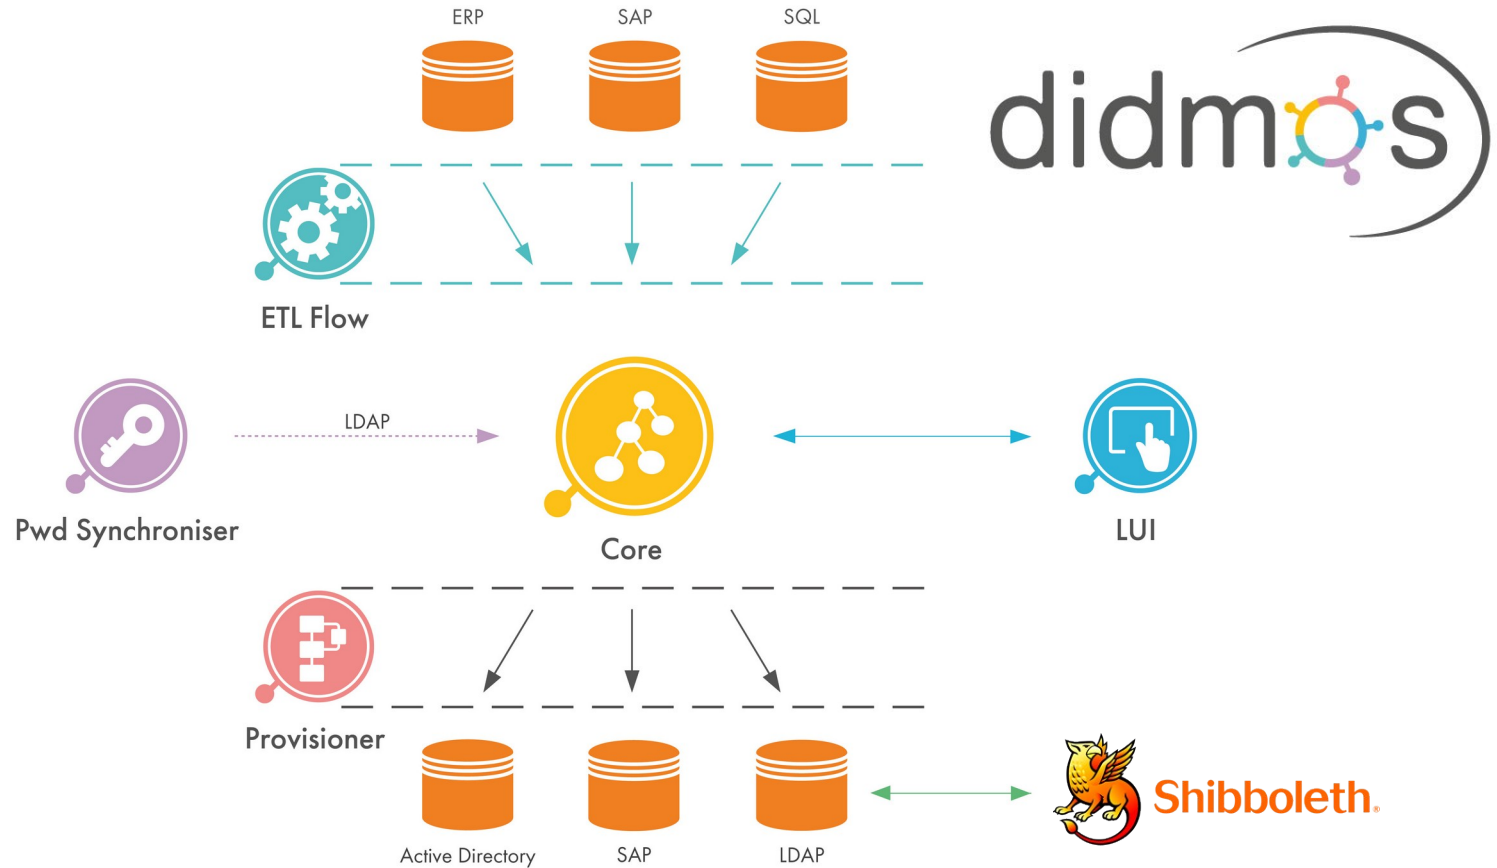 ERP
SAP
SQL
didmos
ETL Flow
LDAP
Pwd Synchroniser
Core
LUI
Provisioner
Shibboleth®
Active Directory
SAP
LDAP